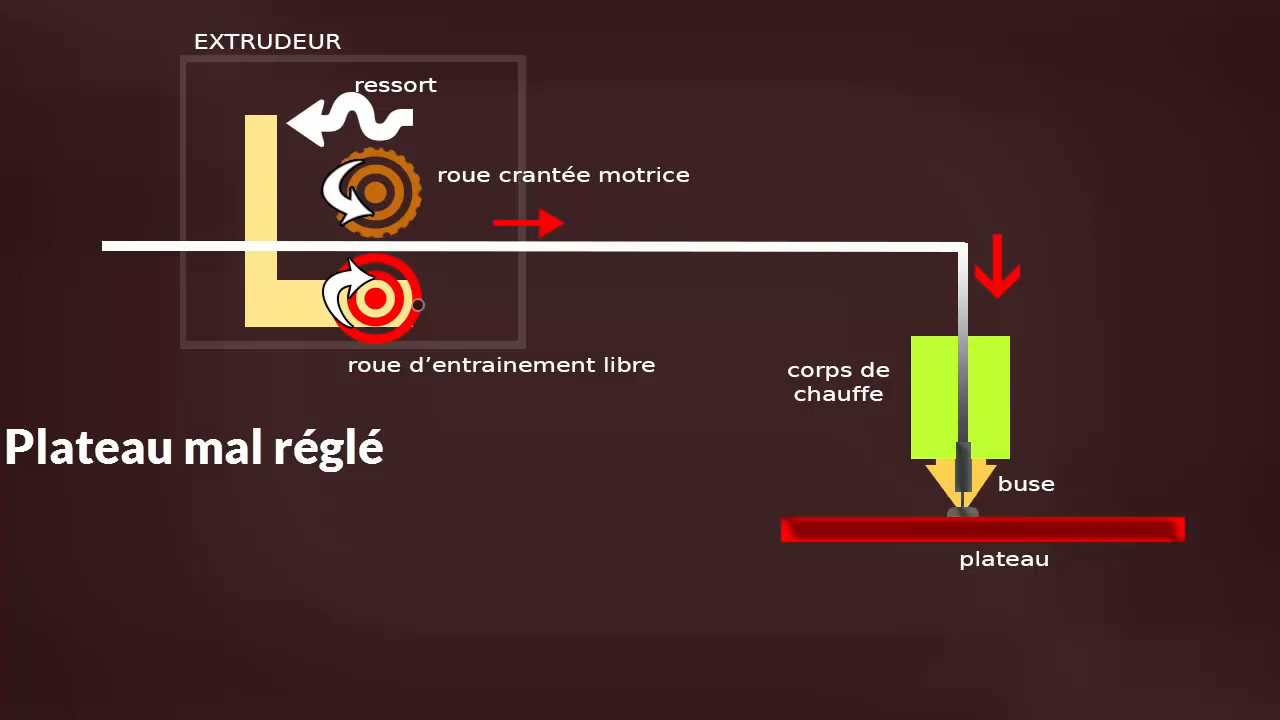 EXTRUDEUR
ressort
roue crantée motrice
roue d’entrainement libre
corps de
chauffe
Plateau mal réglé
buse
plateau